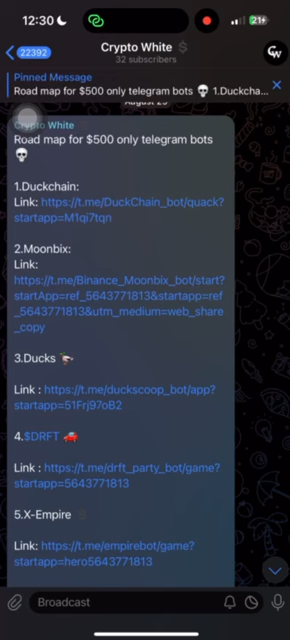 12:30
21
22392
Crypto White
32 subscribers
Pinned Message
Road map for $500 only telegram bots 💀 1.Duckcha...
August 25
Crypto White
Road map for $500 only telegram bots
💀
1.Duckchain:
Link: https://t.me/DuckChain_bot/quack?
startapp=M1qi7tqn
2.Moonbix:
Link:
https://t.me/Binance_Moonbix_bot/start?
startApp=ref_5643771813&startapp=ref
_5643771813&utm_medium=web_share
_copy
3.Ducks 🦆
Link : https://t.me/duckscoop_bot/app?
startapp=51Frj97oB2
4.$DRFT 🚗
Link : https://t.me/drft_party_bot/game?
startapp=5643771813
5.X-Empire
Link: https://t.me/empirebot/game?
startapp=hero5643771813
Broadcast